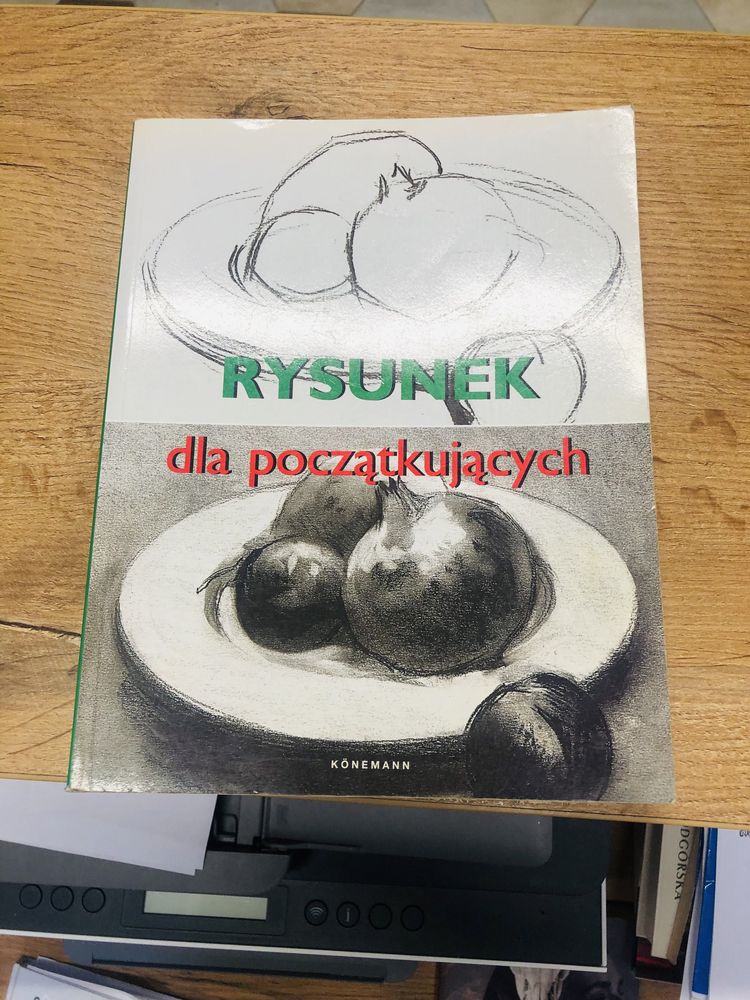 RYSUNEK
dla początkujących
KÖNEMANN